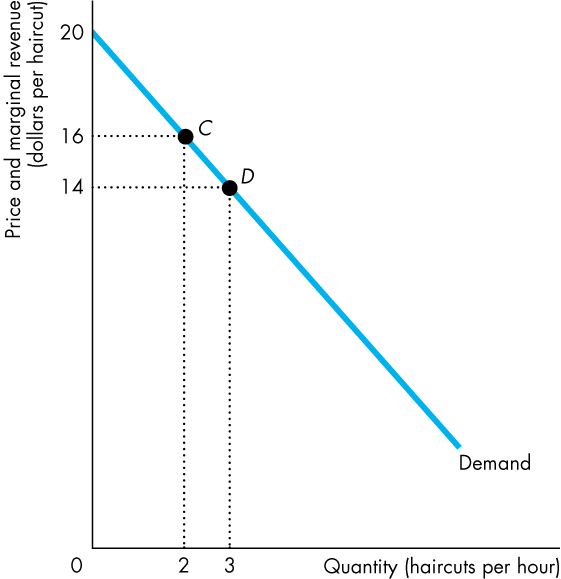 Price and marginal revenue
(dollars per haircut)
20
16
C
14
D
Demand
0
2
3
Quantity (haircuts per hour)